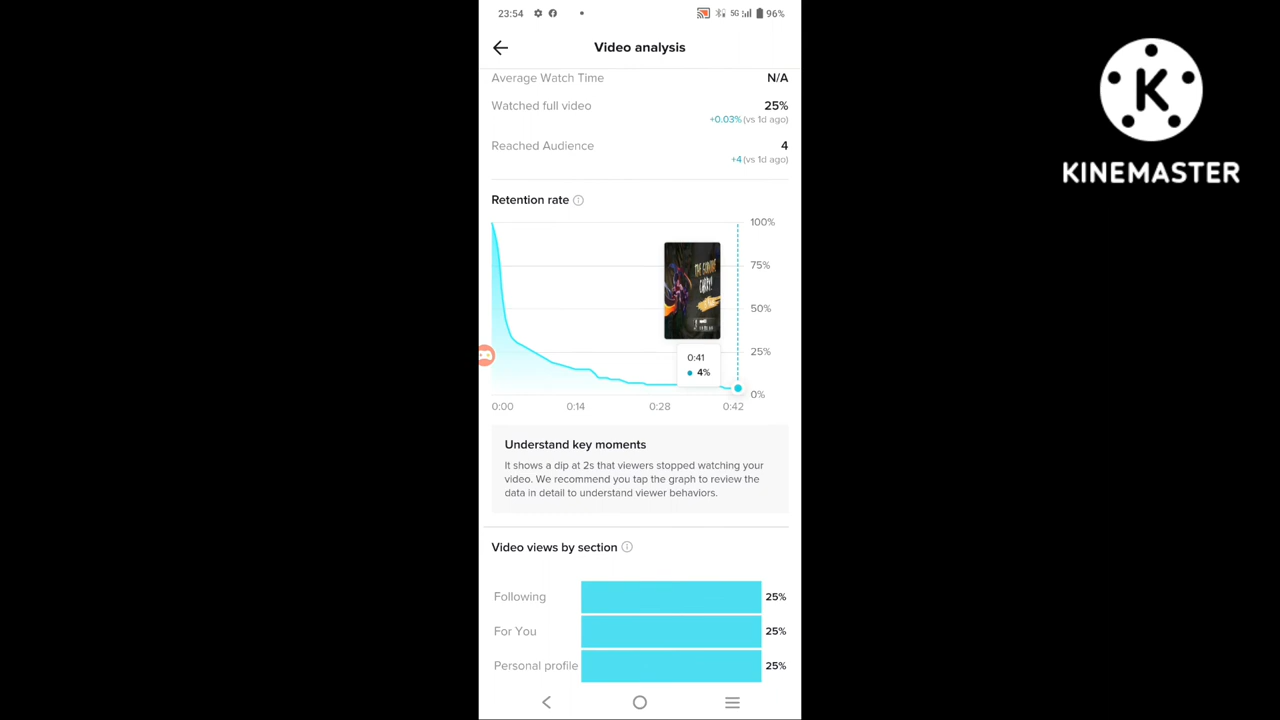 23:54
5G
96%
Video analysis
Average Watch Time
N/A
Watched full video
25%
+0.03% (vs 1d ago)
Reached Audience
4
+4 (vs 1d ago)
Retention rate
100%
75%
50%
25%
0%
0:41
4%
0:00
0:14
0:28
0:42
Understand key moments
It shows a dip at 2s that viewers stopped watching your
video. We recommend you tap the graph to review the
data in detail to understand viewer behaviors.
Video views by section
Following
25%
For You
25%
Personal profile
25%
K
KINEMASTER